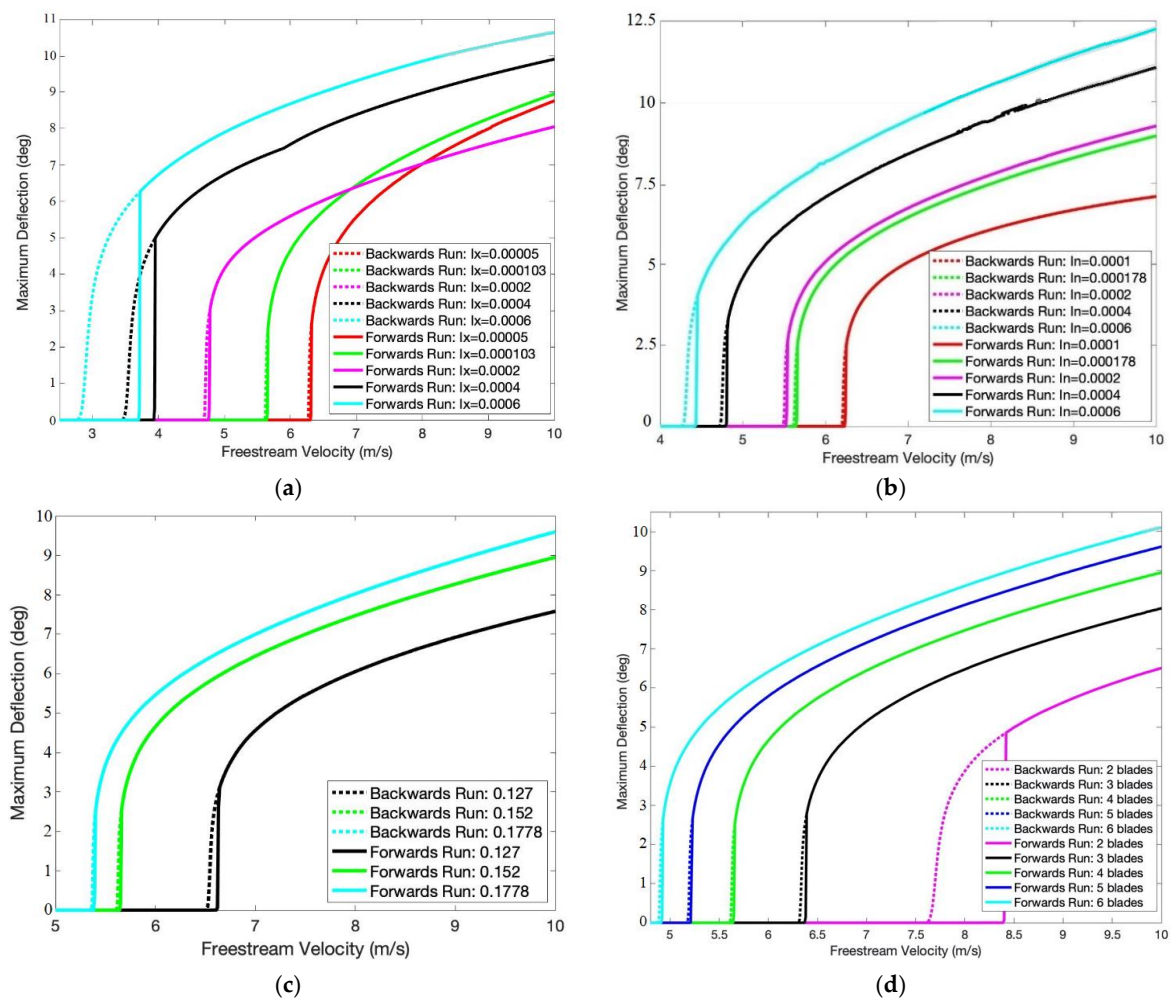 11
10
9
8
7
6
5
4
3
2
1
0
Maximum Deflection (deg)
Backwards Run: Ix=0.00005
Backwards Run: Ix=0.000103
Backwards Run: Ix=0.0002
Backwards Run: Ix=0.0004
Backwards Run: Ix=0.0006
Forwards Run: Ix=0.00005
Forwards Run: Ix=0.000103
Forwards Run: Ix=0.0002
Forwards Run: Ix=0.0004
Forwards Run: Ix=0.0006
3 4 5 6 7 8 9 10
Freestream Velocity (m/s)
(a)
12.5
10
7.5
5
2.5
0
Maximum Deflection (deg)
Backwards Run: In=0.0001
Backwards Run: In=0.000178
Backwards Run: In=0.0002
Backwards Run: In=0.0004
Backwards Run: In=0.0006
Forwards Run: In=0.0001
Forwards Run: In=0.000178
Forwards Run: In=0.0002
Forwards Run: In=0.0004
Forwards Run: In=0.0006
4 5 6 7 8 9 10
Freestream Velocity (m/s)
(b)
10
9
8
7
6
5
4
3
2
1
0
Maximum Deflection (deg)
Backwards Run: 0.127
Backwards Run: 0.152
Backwards Run: 0.1778
Forwards Run: 0.127
Forwards Run: 0.152
Forwards Run: 0.1778
5 6 7 8 9 10
Freestream Velocity (m/s)
(c)
10
9
8
7
6
5
4
3
2
1
0
Maximum Deflection (deg)
Backwards Run: 2 blades
Backwards Run: 3 blades
Backwards Run: 4 blades
Backwards Run: 5 blades
Backwards Run: 6 blades
Forwards Run: 2 blades
Forwards Run: 3 blades
Forwards Run: 4 blades
Forwards Run: 5 blades
Forwards Run: 6 blades
5 5.5 6 6.5 7 7.5 8 8.5 9 9.5 10
Freestream Velocity (m/s)
(d)